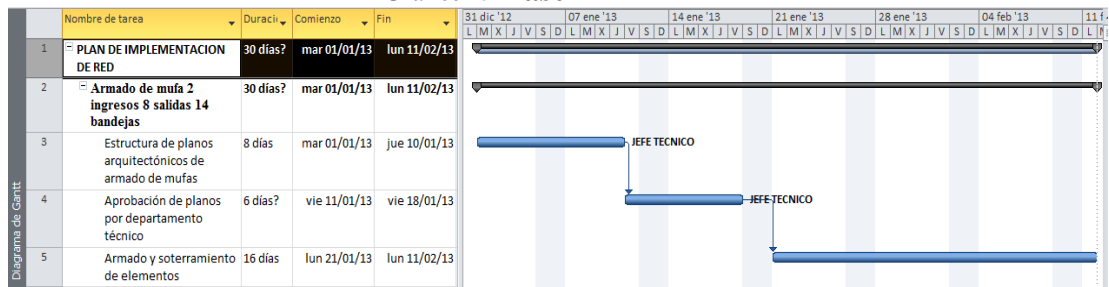 Nombre de tarea Duració Comienzo Fin
31 dic '12 07 ene '13 14 ene '13 21 ene '13 28 ene '13 04 feb '13 11 f
L M X J V S D L M X J V S D L M X J V S D L M X J V S D L M X J V S D L M X J V S D L
1 PLAN DE IMPLEMENTACION 30 días? mar 01/01/13 lun 11/02/13
DE RED
2 Armado de mufa 2 30 días? mar 01/01/13 lun 11/02/13
ingresos 8 salidas 14
bandejas
3 Estructura de planos 8 días mar 01/01/13 jue 10/01/13 JEFE TECNICO
arquitectónicos de
armado de mufas
4 Aprobación de planos 6 días? vie 11/01/13 vie 18/01/13 JEFE TECNICO
por departamento
técnico
5 Armado y soterramiento 16 días lun 21/01/13 lun 11/02/13
de elementos
Diagrama de Gantt